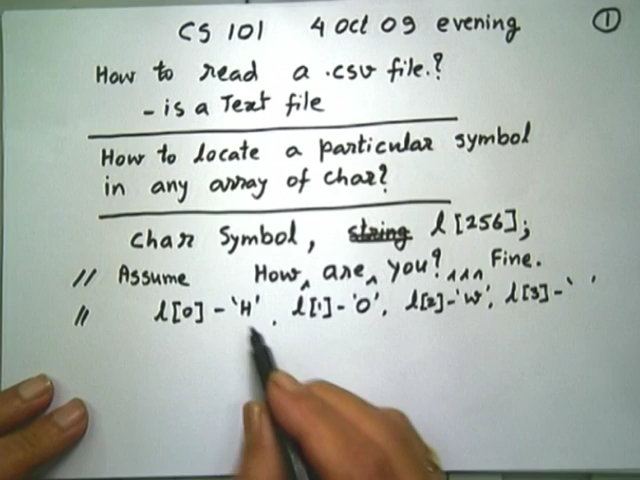 CS 101 4 Oct 09 evening ①
How to read a .csv file.?
- is a Text file
How to locate a particular symbol
in any array of char?
char symbol, string l[256];
// Assume How‸ are‸ you?‸‸‸ Fine.
// l[0] - 'H', l[1] - 'O', l[2] - 'W', l[3] - ' '